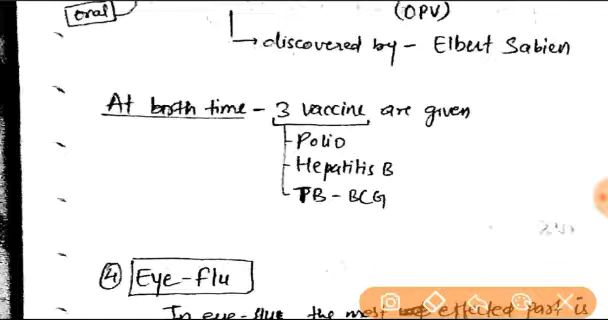 Oral
(OPV)
→ discovered by - Elbert Sabien
At broth time - 3 vaccine are given
- Polio
- Hepatitis B
- TB - BCG
④ Eye-flu
In eye-flue the most effected part is